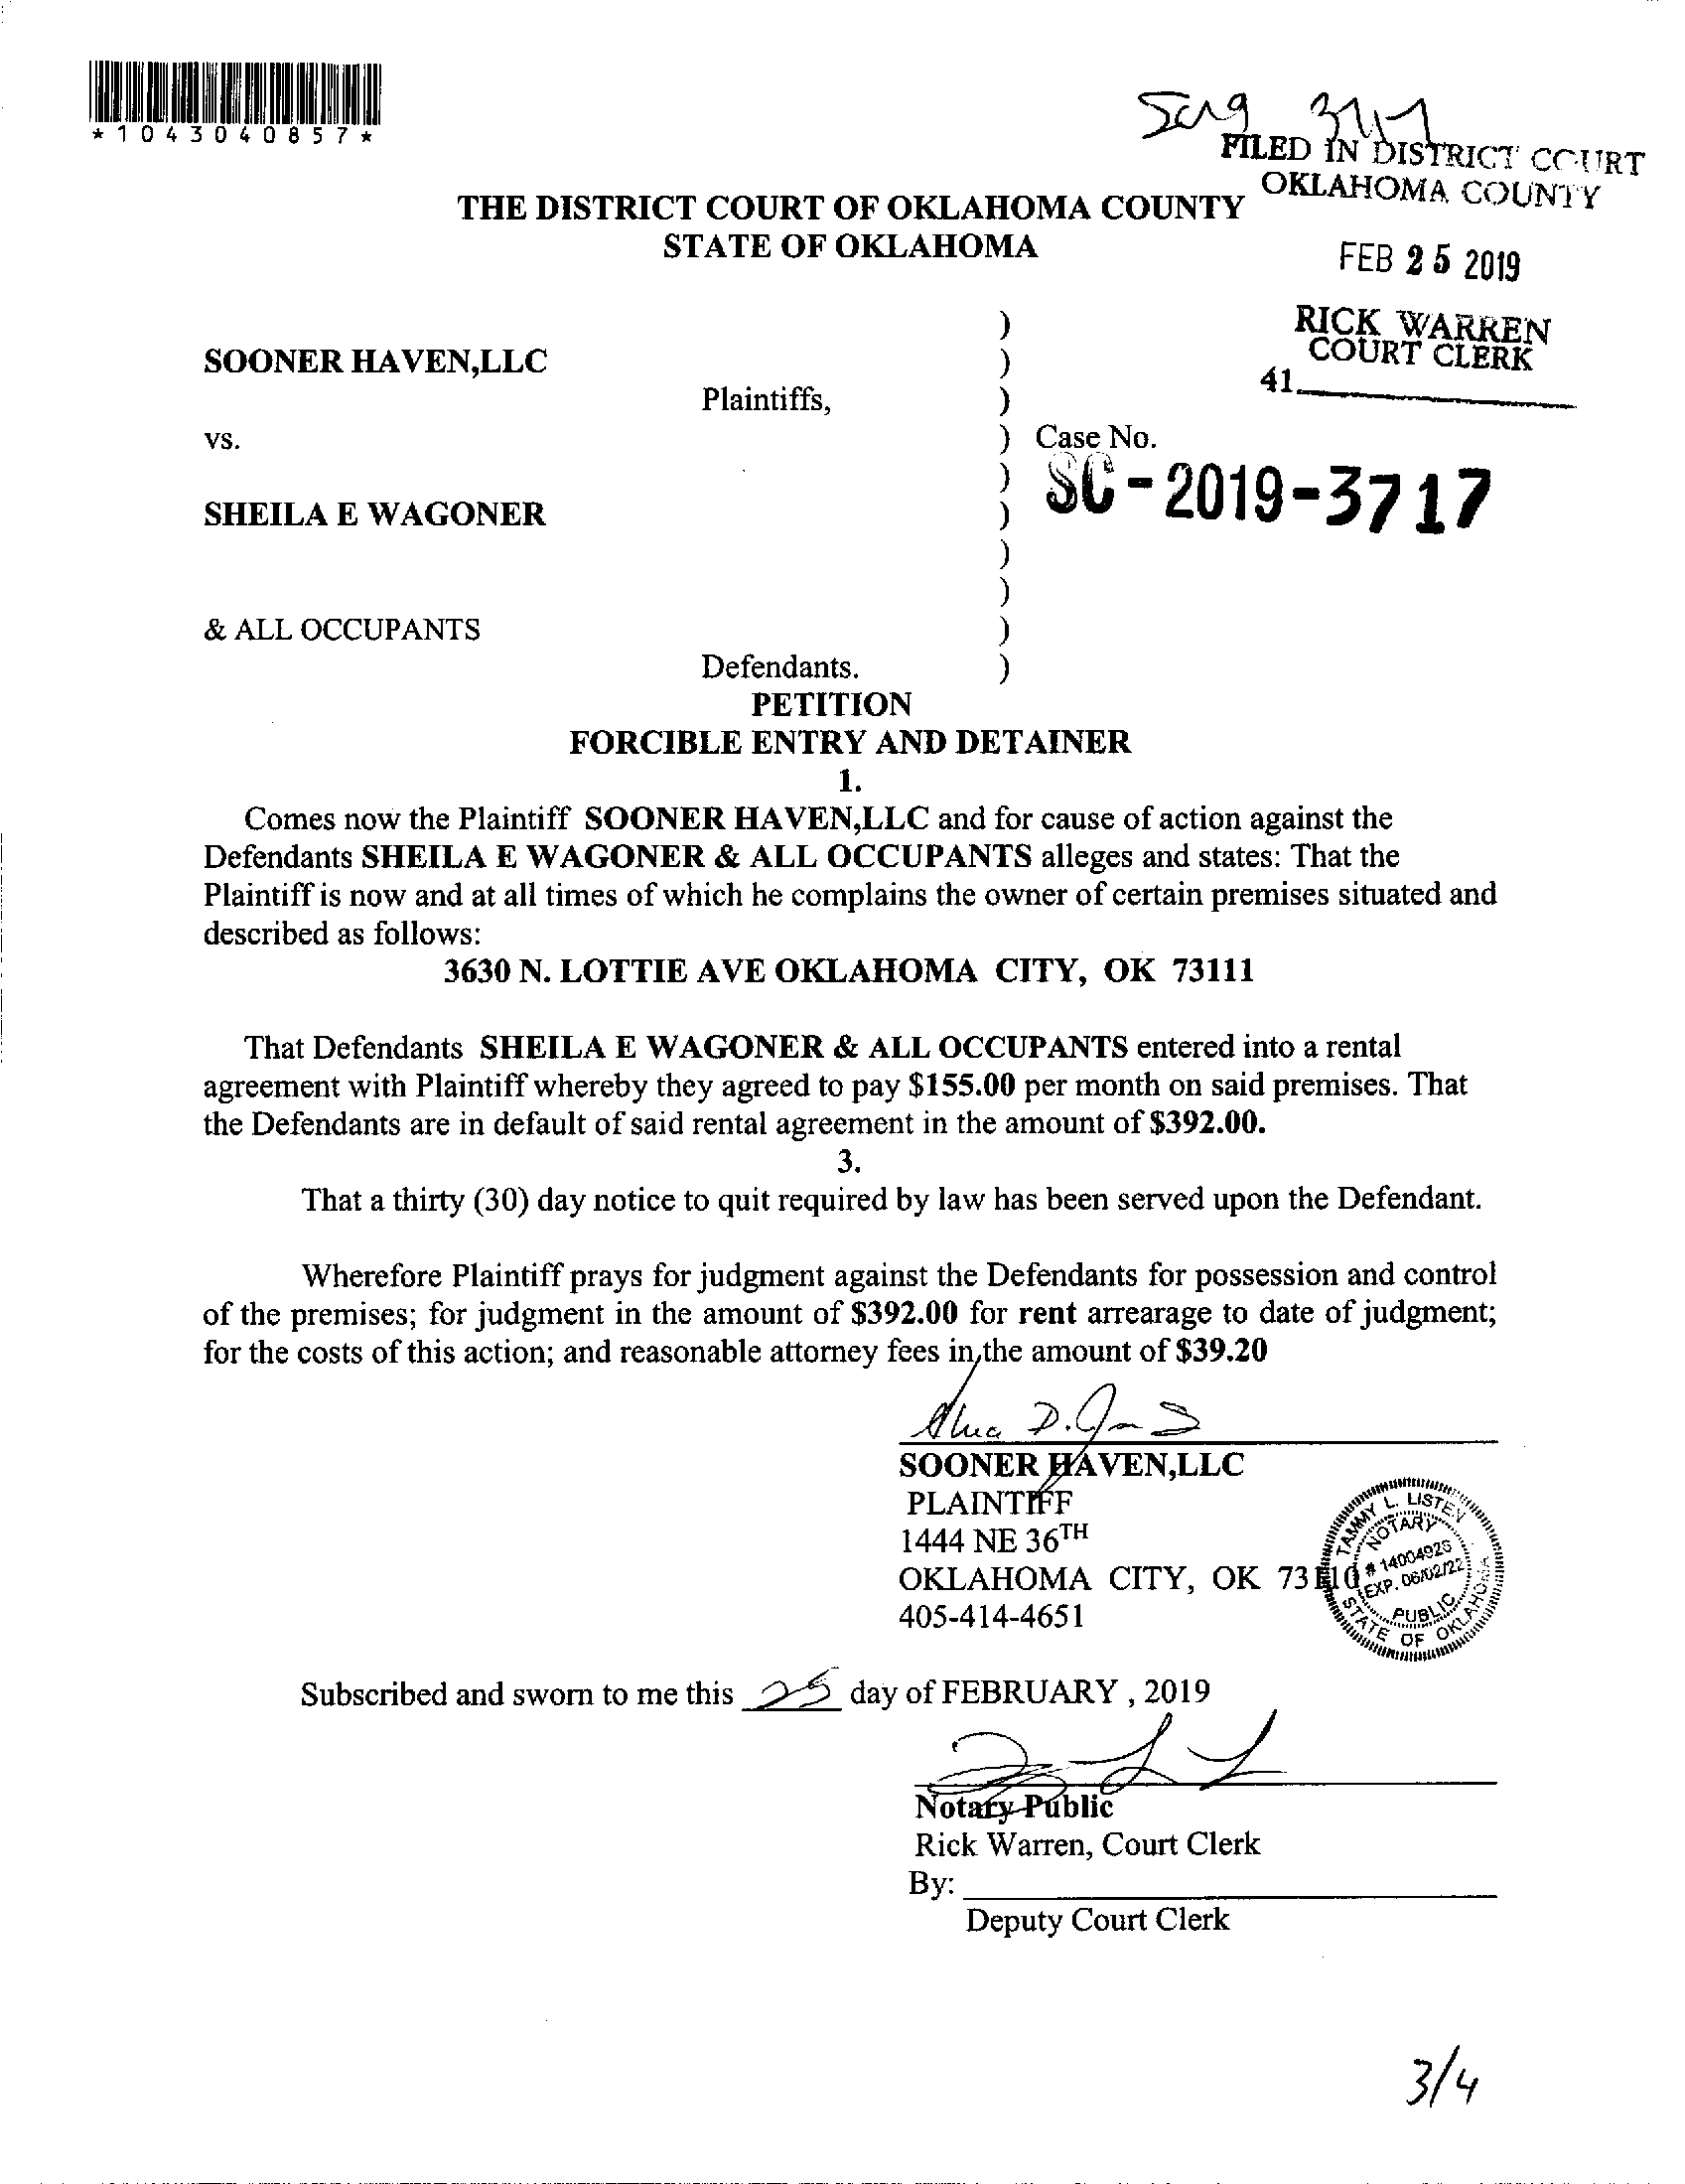 *1043040857*
FILED IN DISTRICT COURT
OKLAHOMA COUNTY
THE DISTRICT COURT OF OKLAHOMA COUNTY
STATE OF OKLAHOMA
FEB 25 2019
RICK WARREN
COURT CLERK
41
SOONER HAVEN,LLC
Plaintiffs,
vs.
Case No.
SC-2019-3717
SHEILA E WAGONER
& ALL OCCUPANTS
Defendants.
)
)
)
)
)
)
)
)
)
)
PETITION
FORCIBLE ENTRY AND DETAINER
1.
Comes now the Plaintiff SOONER HAVEN,LLC and for cause of action against the
Defendants SHEILA E WAGONER & ALL OCCUPANTS alleges and states: That the
Plaintiff is now and at all times of which he complains the owner of certain premises situated and
described as follows:
3630 N. LOTTIE AVE OKLAHOMA CITY, OK 73111
That Defendants SHEILA E WAGONER & ALL OCCUPANTS entered into a rental
agreement with Plaintiff whereby they agreed to pay $155.00 per month on said premises. That
the Defendants are in default of said rental agreement in the amount of $392.00.
3.
That a thirty (30) day notice to quit required by law has been served upon the Defendant.
Wherefore Plaintiff prays for judgment against the Defendants for possession and control
of the premises; for judgment in the amount of $392.00 for rent arrearage to date of judgment;
for the costs of this action; and reasonable attorney fees in the amount of $39.20
SOONER HAVEN,LLC
PLAINTIFF
1444 NE 36TH
OKLAHOMA CITY, OK 73110
405-414-4651
TAMMY L. LISTEN
NOTARY
EXP. 06/02/22
PUBLIC
STATE OF OKLAHOMA
Subscribed and sworn to me this 25 day of FEBRUARY , 2019
Notary Public
Rick Warren, Court Clerk
By:
Deputy Court Clerk
3/4